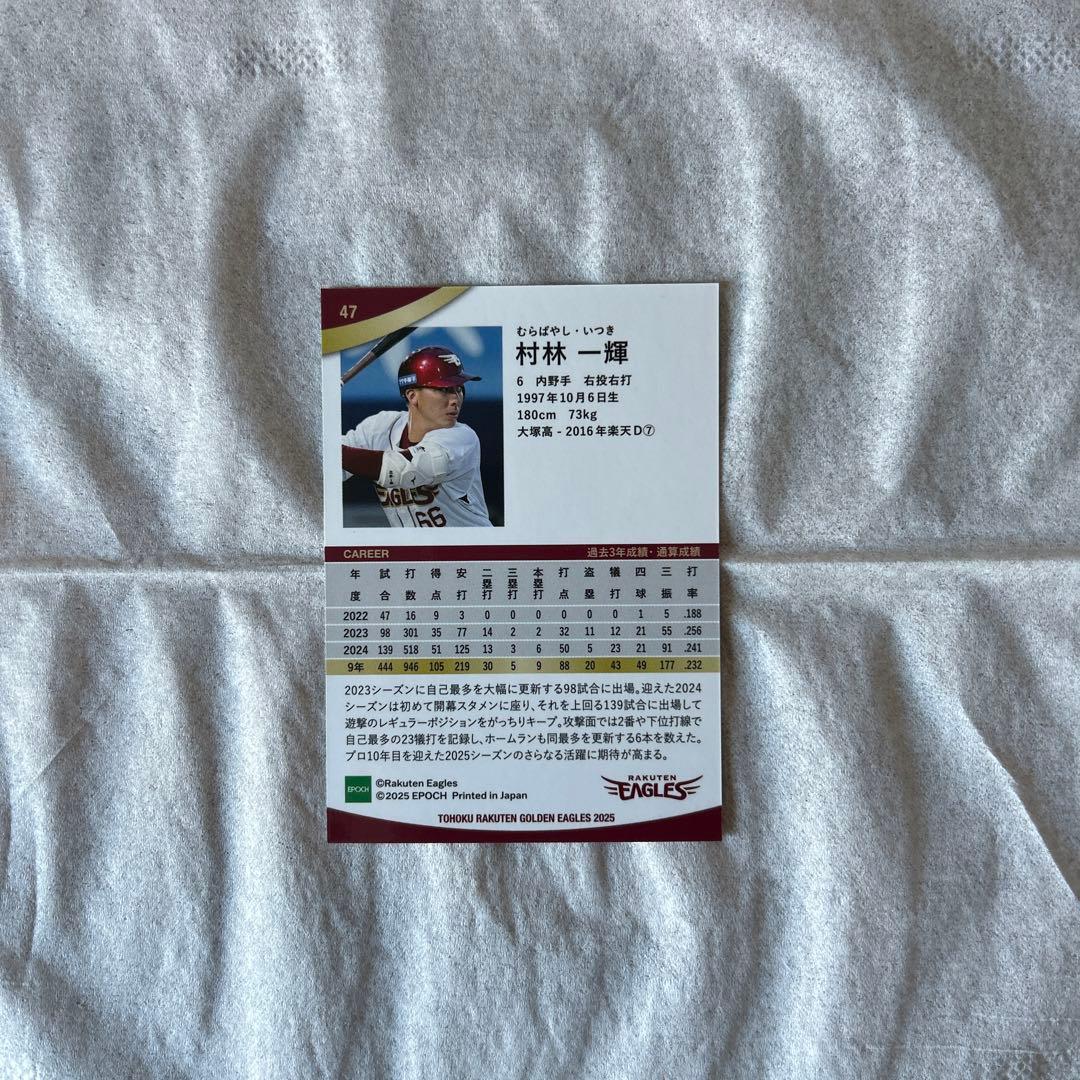 47
むらばやし・いつき
村林 一輝
6 内野手 右投右打
1997年10月6日生
180cm 73kg
大塚高 - 2016年楽天D⑦
EAGLES
66
CAREER 過去3年成績・通算成績
年度 試合 打数 得点 安打 二塁打 三塁打 本塁打 打点 盗塁 犠打 四球 三振 打率
2022 47 16 9 3 0 0 0 0 0 0 1 5 .188
2023 98 301 35 77 14 2 2 32 11 12 21 55 .256
2024 139 518 51 125 13 3 6 50 5 23 21 91 .241
9年 444 946 105 219 30 5 9 88 20 43 49 177 .232
2023シーズンに自己最多を大幅に更新する98試合に出場。迎えた2024
シーズンは初めて開幕スタメンに座り、それを上回る139試合に出場して
遊撃のレギュラーポジションをがっちりキープ。攻撃面では2番や下位打線で
自己最多の23犠打を記録し、ホームランも同最多を更新する6本を数えた。
プロ10年目を迎えた2025シーズンのさらなる活躍に期待が高まる。
EPOCH
©Rakuten Eagles
©2025 EPOCH Printed in Japan
RAKUTEN
EAGLES
TOHOKU RAKUTEN GOLDEN EAGLES 2025